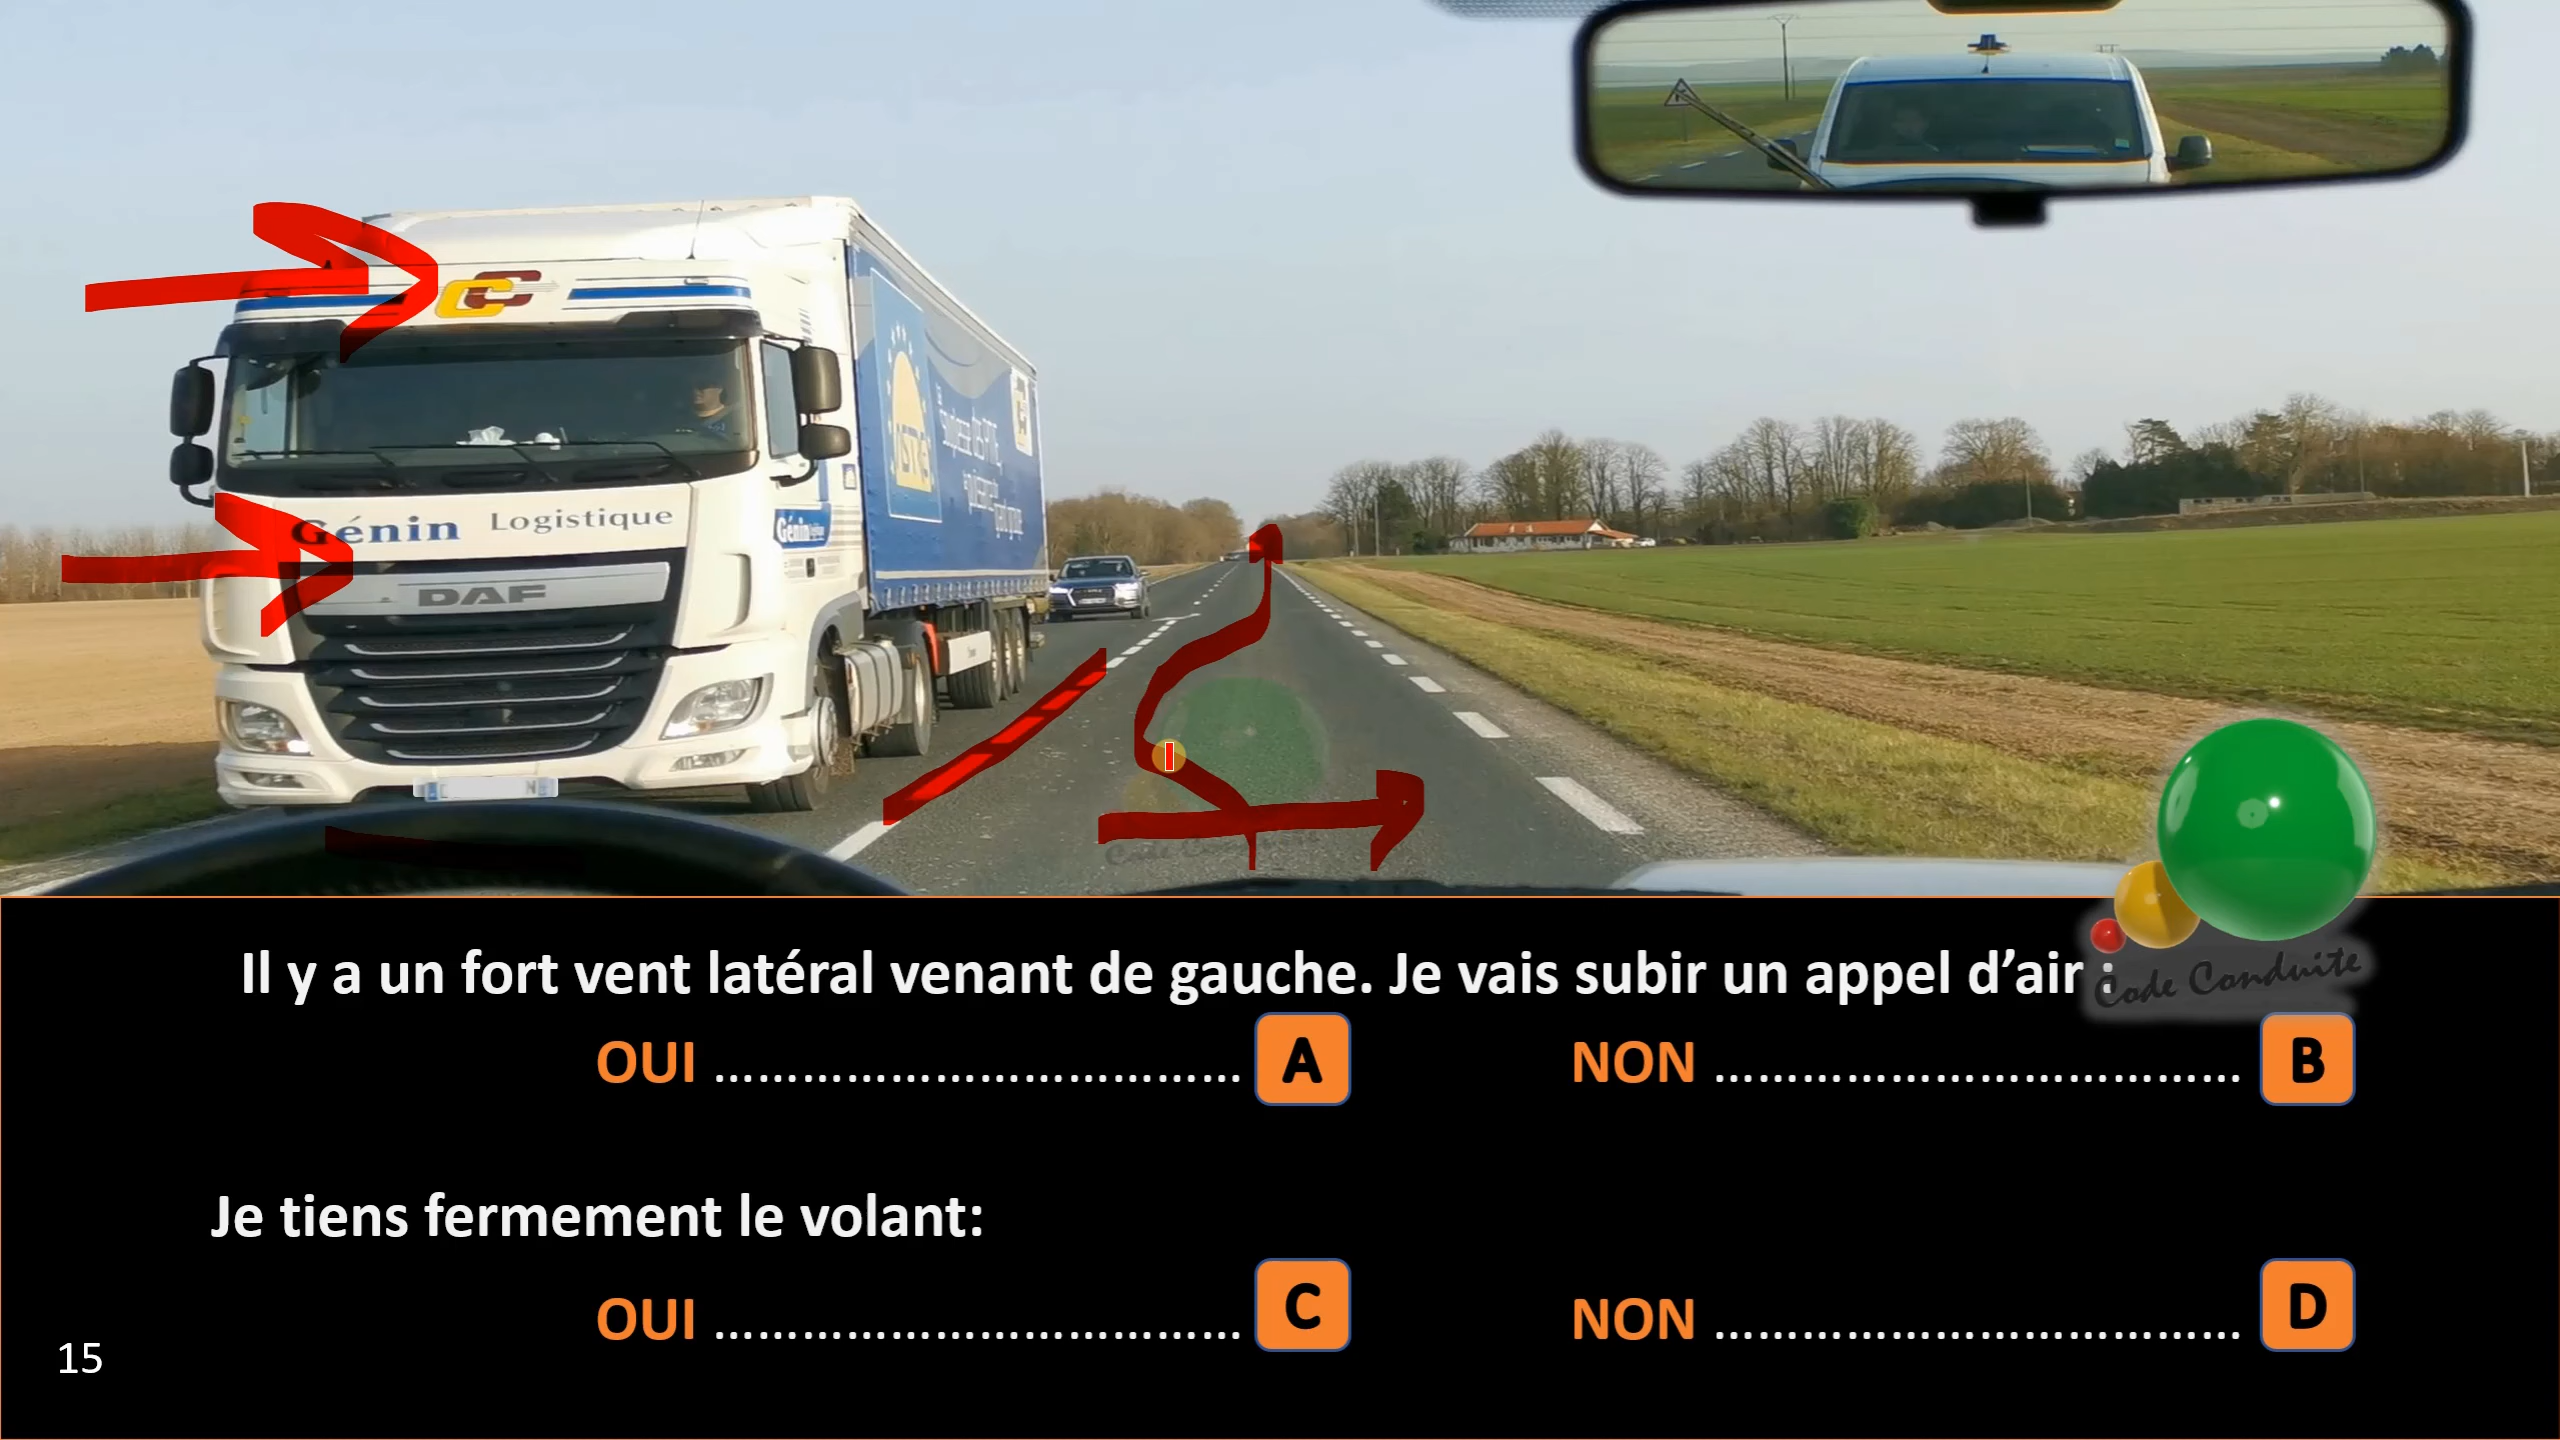 Génin Logistique
Génin
DAF
Code Conduite
Il y a un fort vent latéral venant de gauche. Je vais subir un appel d’air :
OUI ........................................ A
NON ........................................ B
Je tiens fermement le volant:
OUI ........................................ C
NON ........................................ D
15